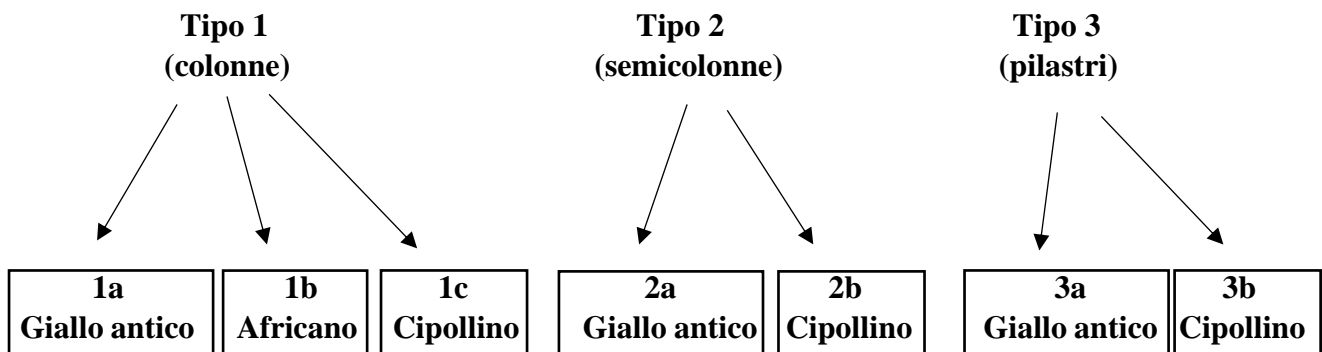 Tipo 1
(colonne)
Tipo 2
(semicolonne)
Tipo 3
(pilastri)
1a
Giallo antico
1b
Africano
1c
Cipollino
2a
Giallo antico
2b
Cipollino
3a
Giallo antico
3b
Cipollino